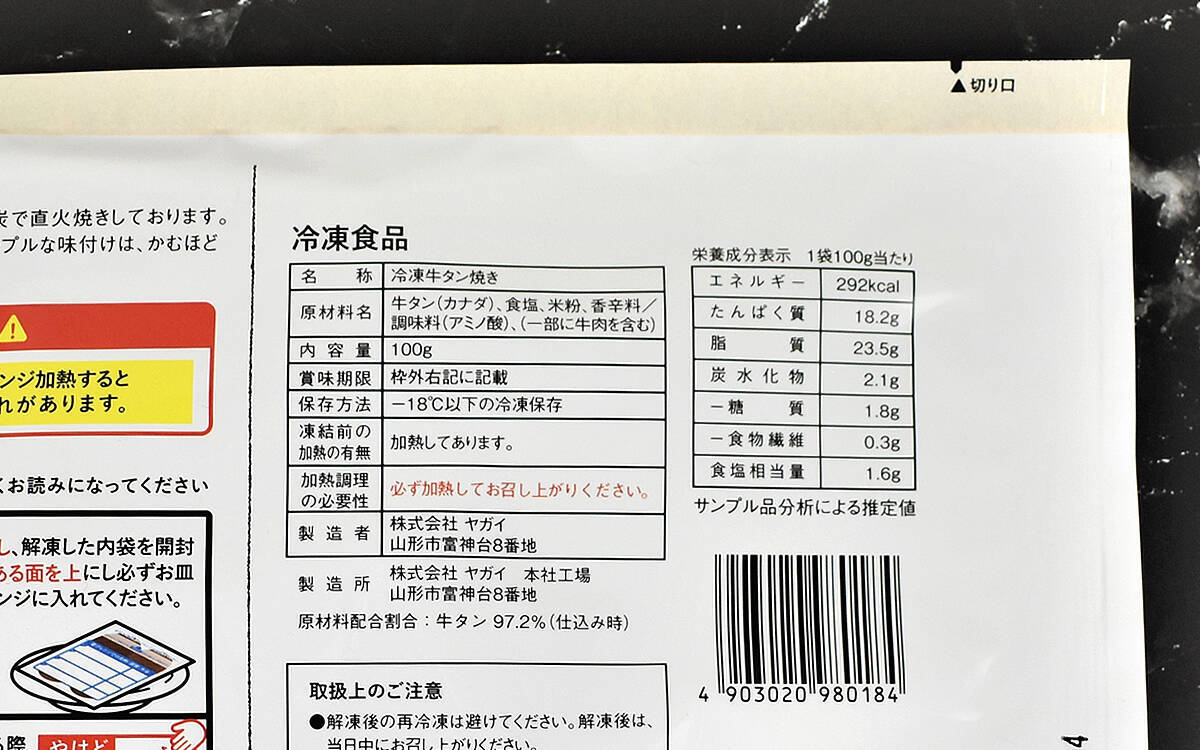 ▲切り口
炭で直火焼きしております。
プルな味付けは、かむほど
ンジ加熱すると
れがあります。
くお読みになってください
し、解凍した内袋を開封
ある面を上にし必ずお皿
ンジに入れてください。
る際
やけど
冷凍食品
名称 冷凍牛タン焼き
原材料名 牛タン(カナダ)、食塩、米粉、香辛料/
調味料(アミノ酸)、(一部に牛肉を含む)
内容量 100g
賞味期限 枠外右記に記載
保存方法 −18℃以下の冷凍保存
凍結前の
加熱の有無 加熱してあります。
加熱調理
の必要性 必ず加熱してお召し上がりください。
製造者 株式会社 ヤガイ
山形市富神台8番地
製造所 株式会社 ヤガイ 本社工場
山形市富神台8番地
原材料配合割合:牛タン 97.2%(仕込み時)
取扱上のご注意
●解凍後の再冷凍は避けてください。解凍後は、
当日中にお召し上がりください。
栄養成分表示 1袋100g当たり
エネルギー 292kcal
たんぱく質 18.2g
脂質 23.5g
炭水化物 2.1g
−糖質 1.8g
−食物繊維 0.3g
食塩相当量 1.6g
サンプル品分析による推定値
4 903020 980184
4